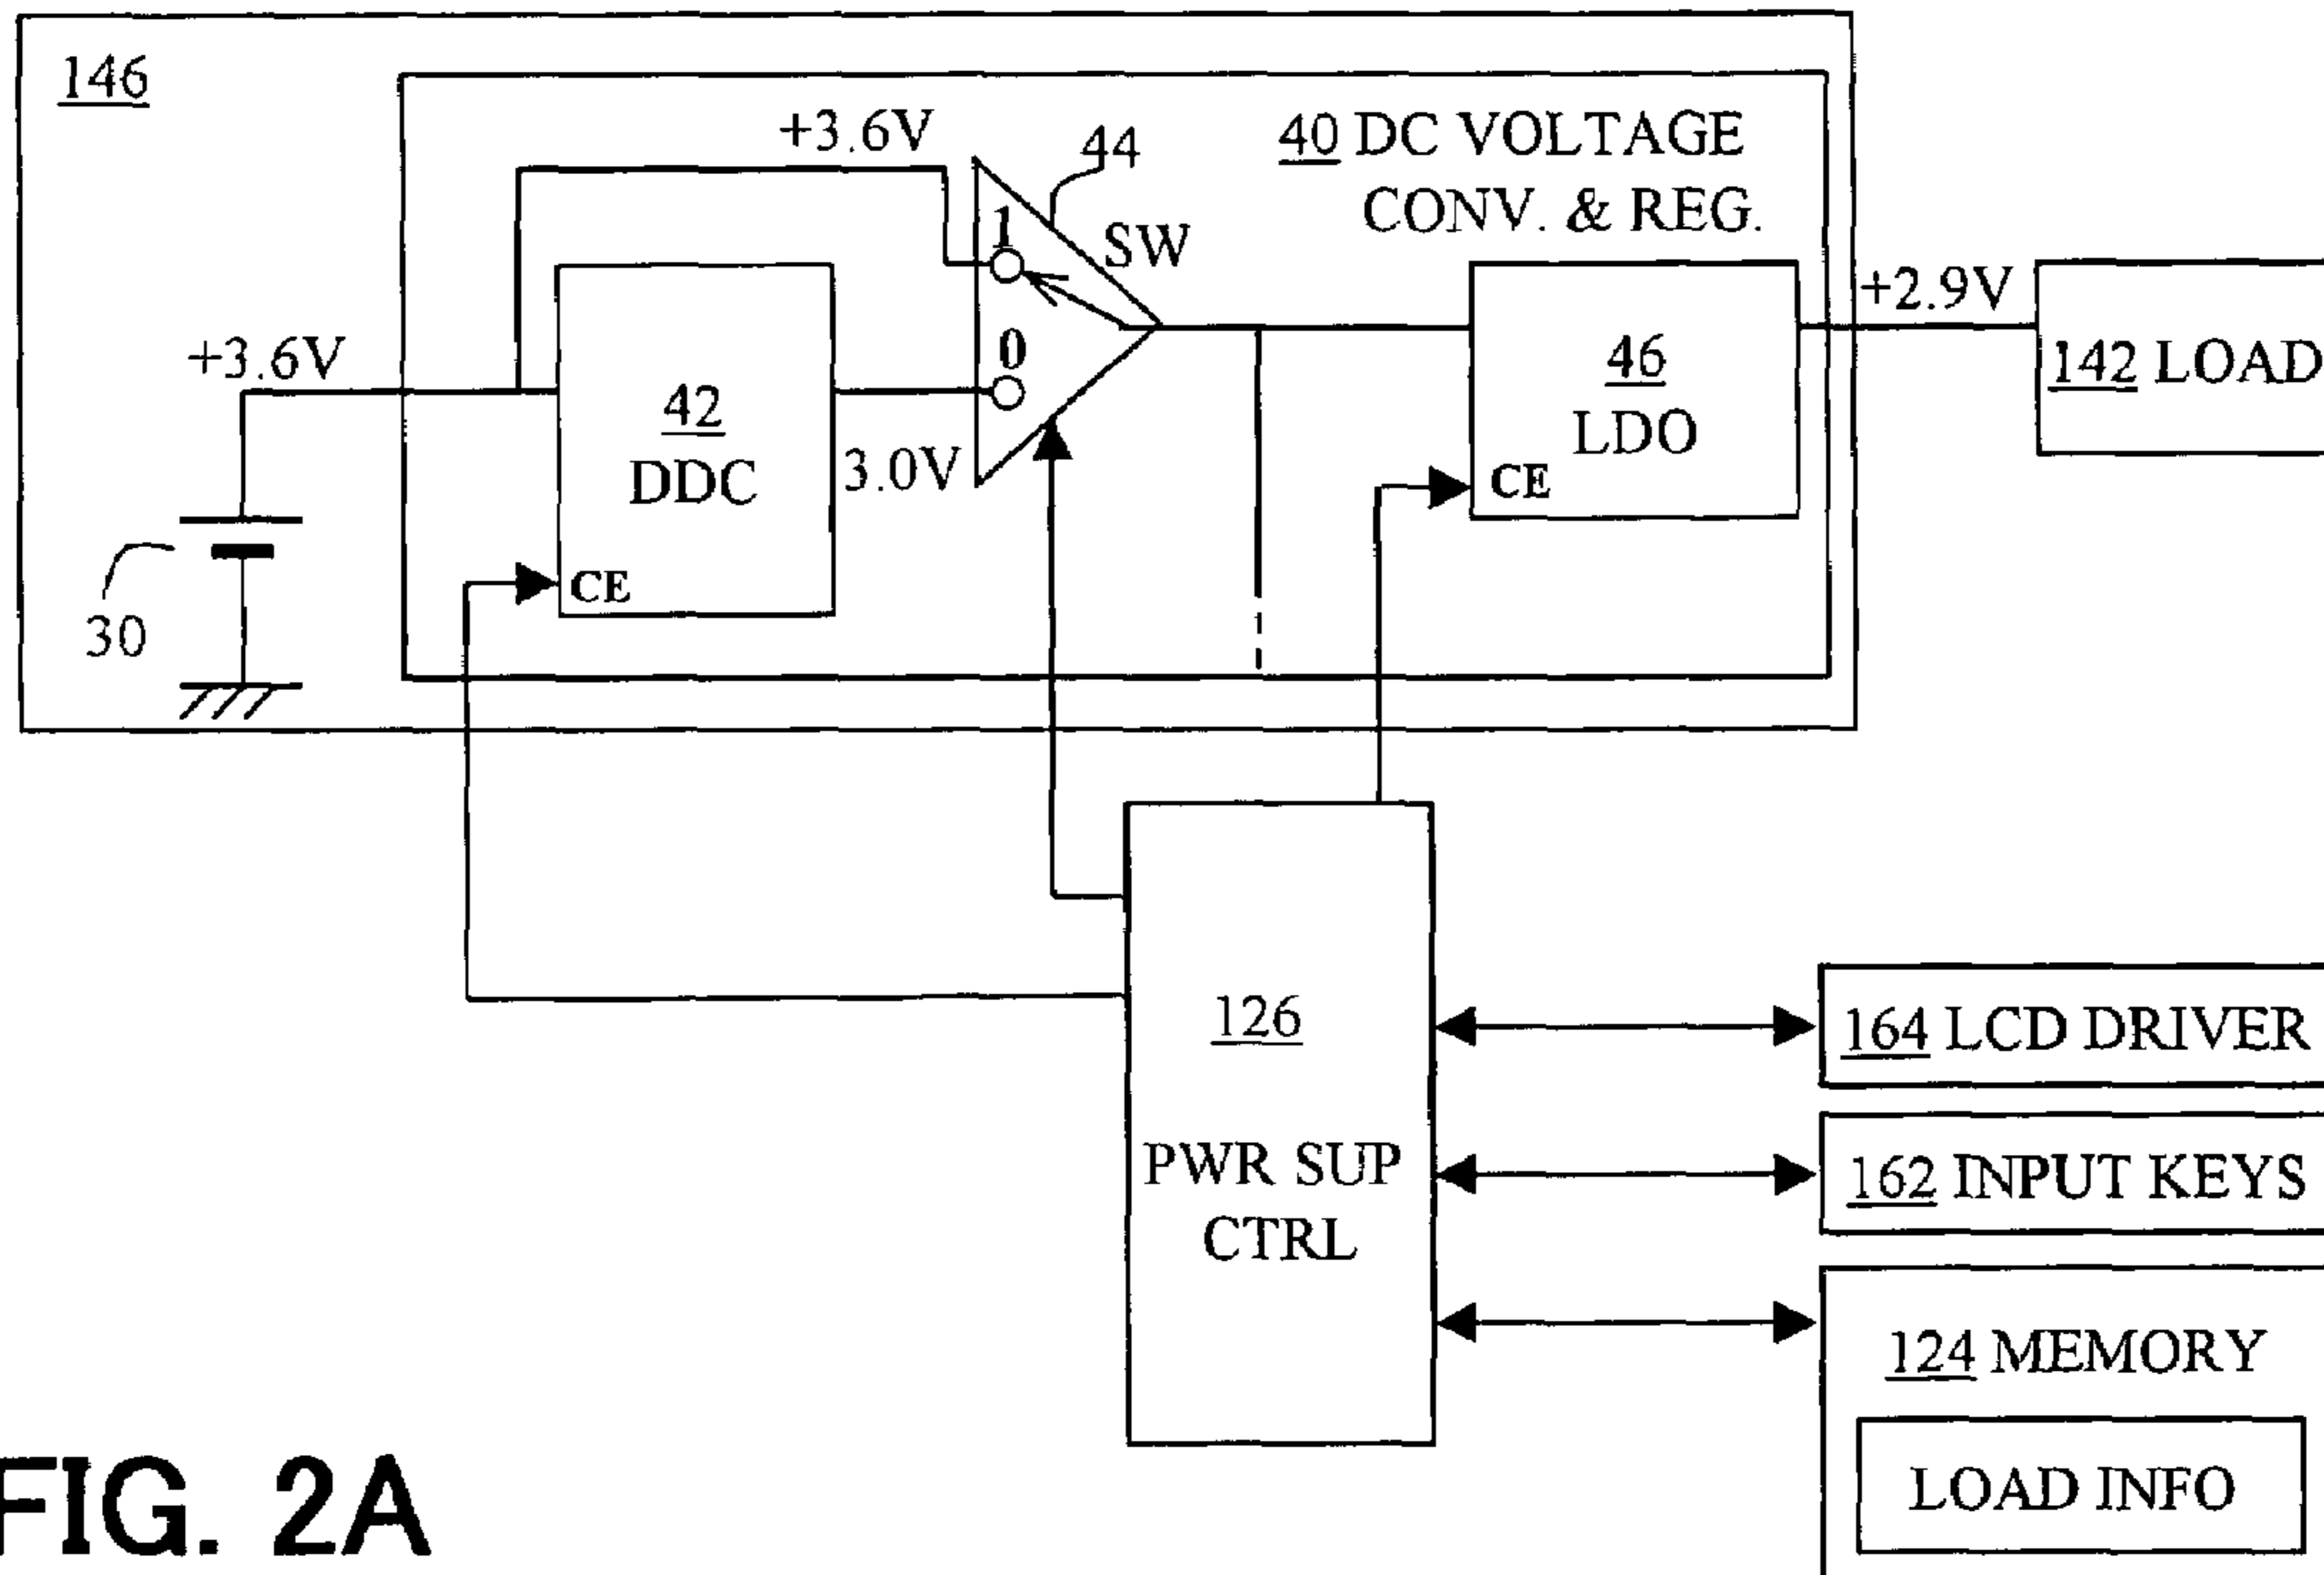 146
+3.6V
44
40 DC VOLTAGE
CONV. & REG.
1
SW
+3.6V
0
42
DDC
CE
3.0V
46
LDO
CE
+2.9V
142 LOAD
30
126
PWR SUP
CTRL
164 LCD DRIVER
162 INPUT KEYS
124 MEMORY
LOAD INFO
FIG. 2A